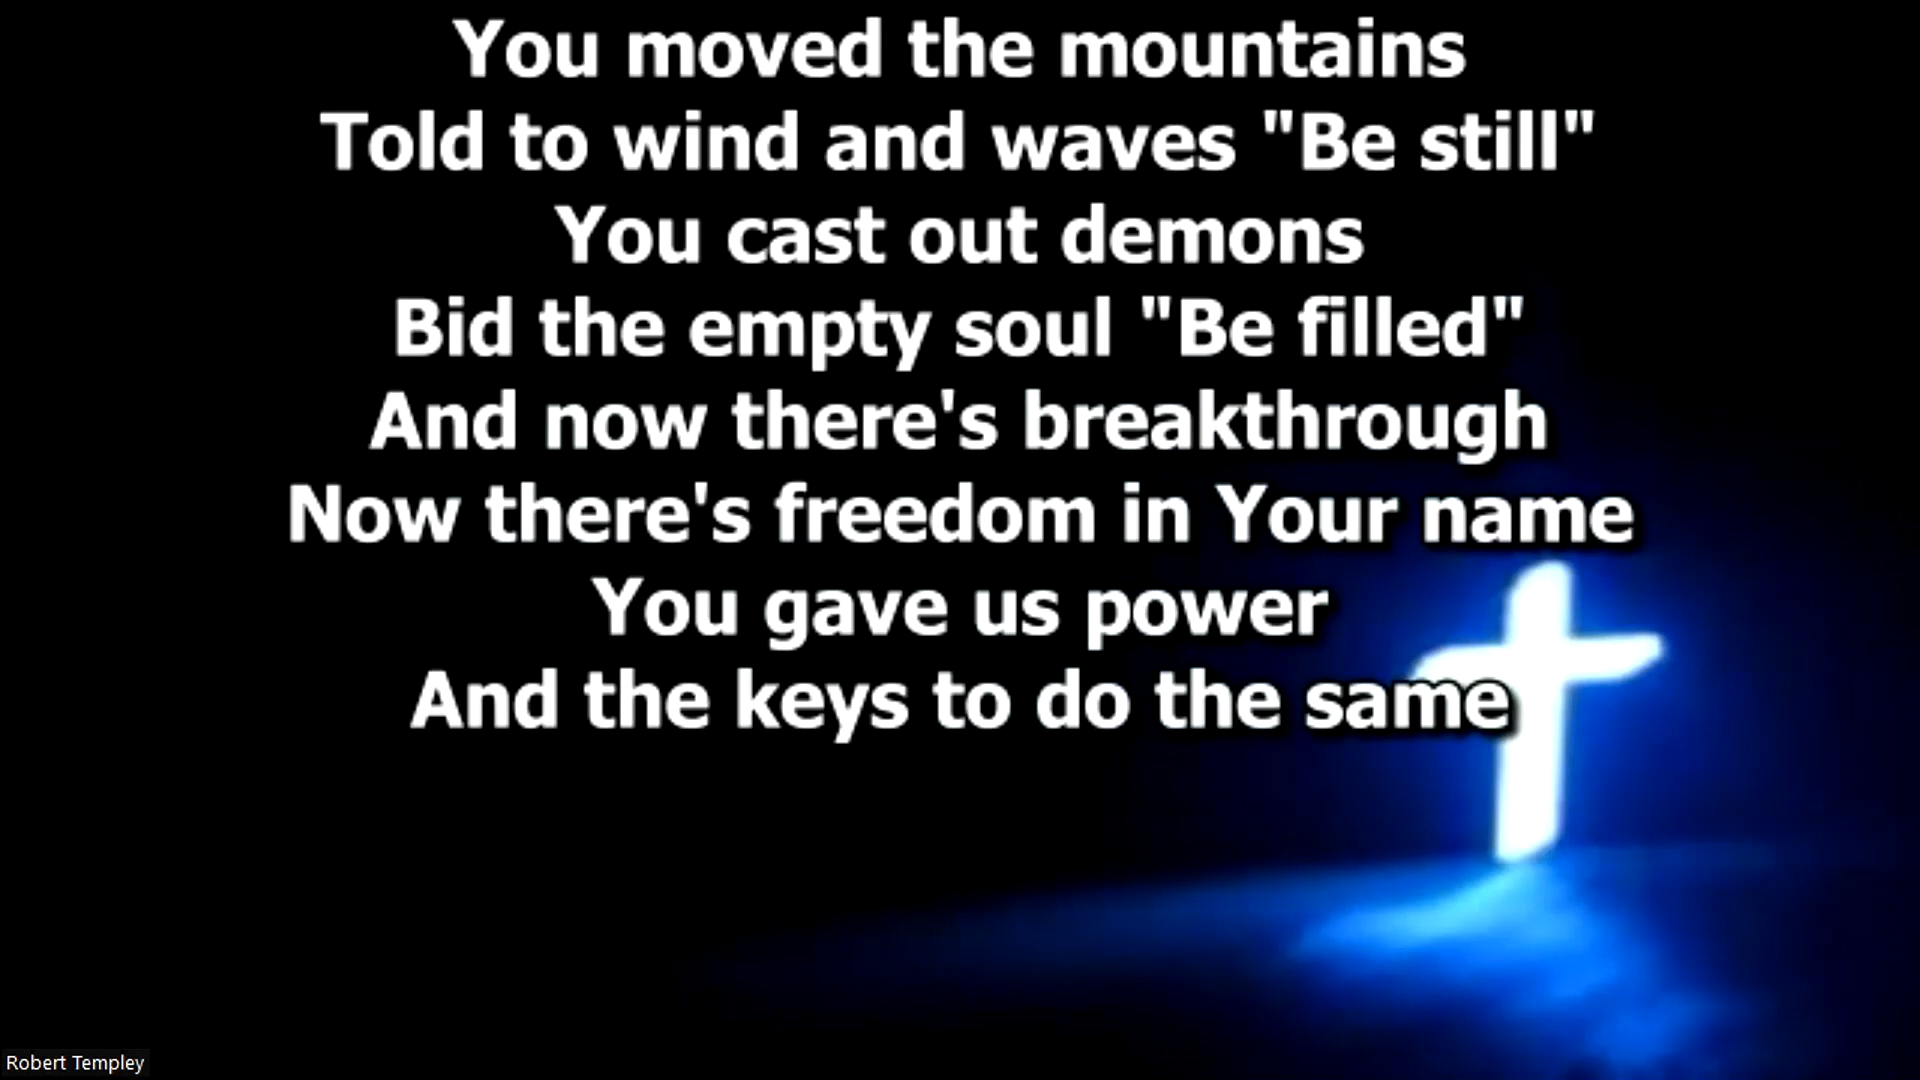 You moved the mountains
Told to wind and waves "Be still"
You cast out demons
Bid the empty soul "Be filled"
And now there's breakthrough
Now there's freedom in Your name
You gave us power
And the keys to do the same
Robert Templey